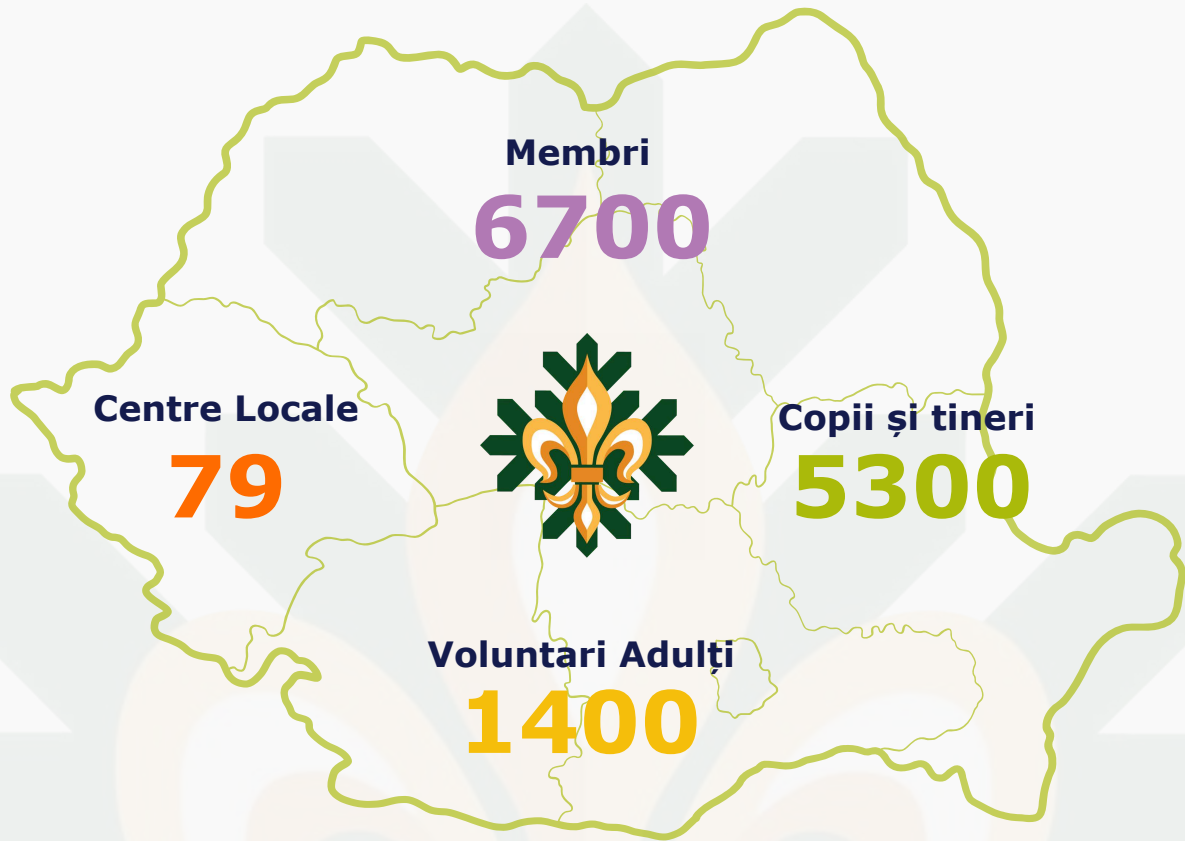 Membri
6700
Centre Locale
79
Copii și tineri
5300
Voluntari Adulți
1400